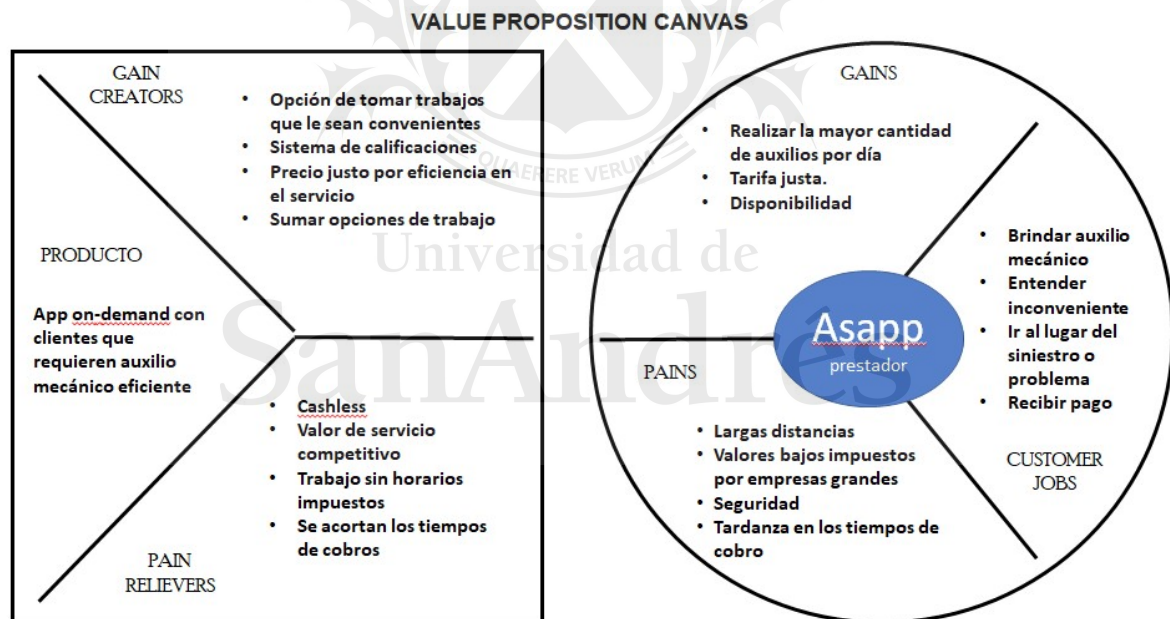 VALUE PROPOSITION CANVAS
GAIN
CREATORS
• Opción de tomar trabajos
que le sean convenientes
• Sistema de calificaciones
• Precio justo por eficiencia en
el servicio
• Sumar opciones de trabajo
PRODUCTO
App on-demand con
clientes que
requieren auxilio
mecánico eficiente
• Cashless
• Valor de servicio
competitivo
• Trabajo sin horarios
impuestos
• Se acortan los tiempos
de cobros
PAIN
RELIEVERS
GAINS
• Realizar la mayor cantidad
de auxilios por día
• Tarifa justa.
• Disponibilidad
• Brindar auxilio
mecánico
• Entender
inconveniente
• Ir al lugar del
siniestro o
problema
• Recibir pago
CUSTOMER
JOBS
Asapp
prestador
PAINS
• Largas distancias
• Valores bajos impuestos
por empresas grandes
• Seguridad
• Tardanza en los tiempos de
cobro
QUAERERE VERUM
Universidad de
SanAndrés